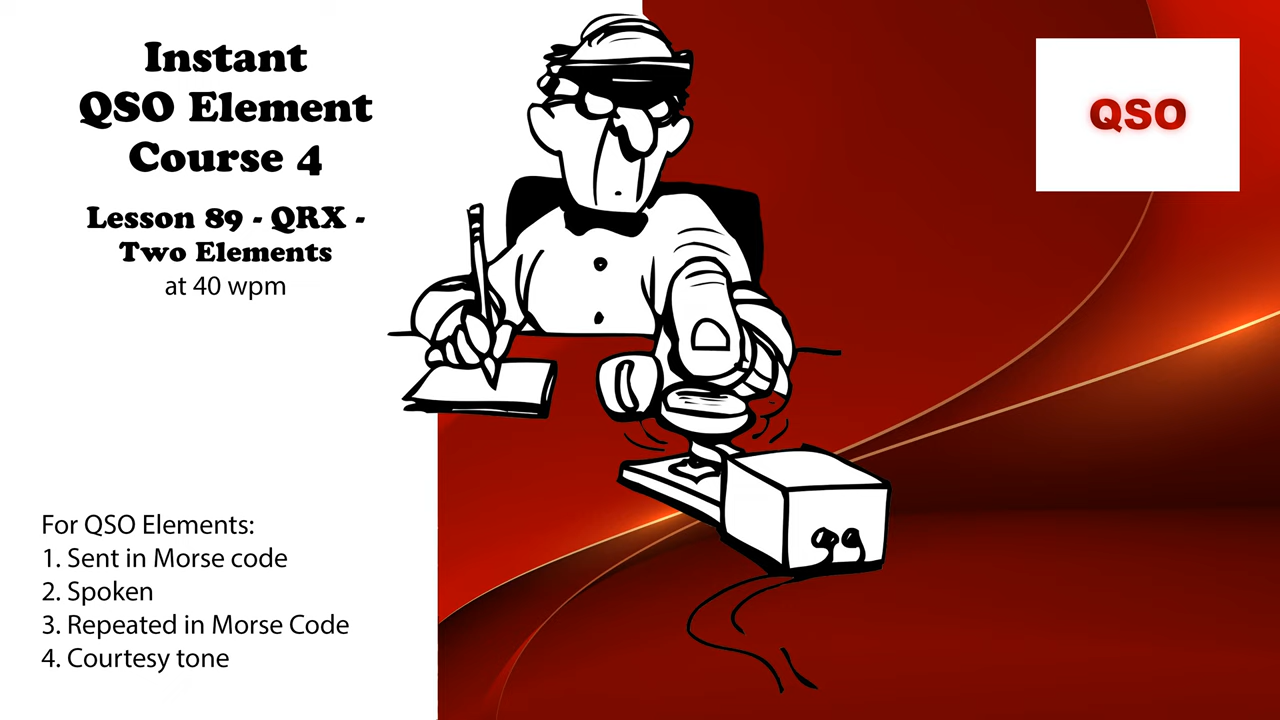 Instant
QSO Element
Course 4
Lesson 89 - QRX -
Two Elements
at 40 wpm
QSO
For QSO Elements:
1. Sent in Morse code
2. Spoken
3. Repeated in Morse Code
4. Courtesy tone